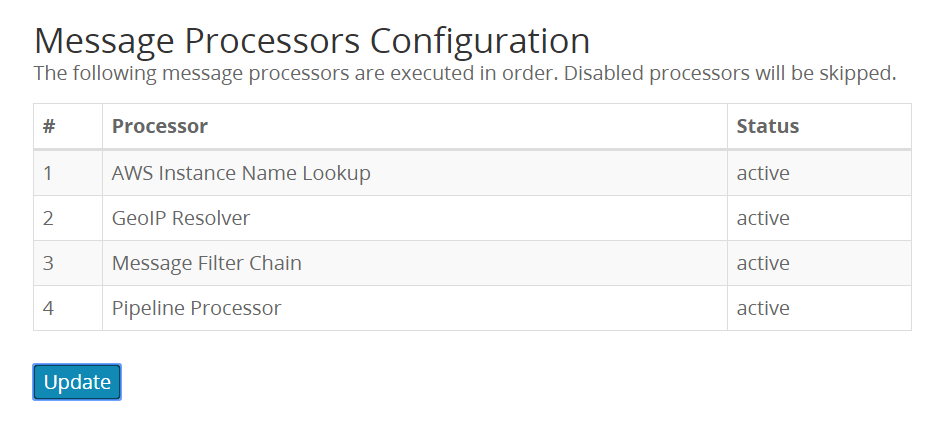 Message Processors Configuration
The following message processors are executed in order. Disabled processors will be skipped.
# Processor Status
1 AWS Instance Name Lookup active
2 GeoIP Resolver active
3 Message Filter Chain active
4 Pipeline Processor active
Update